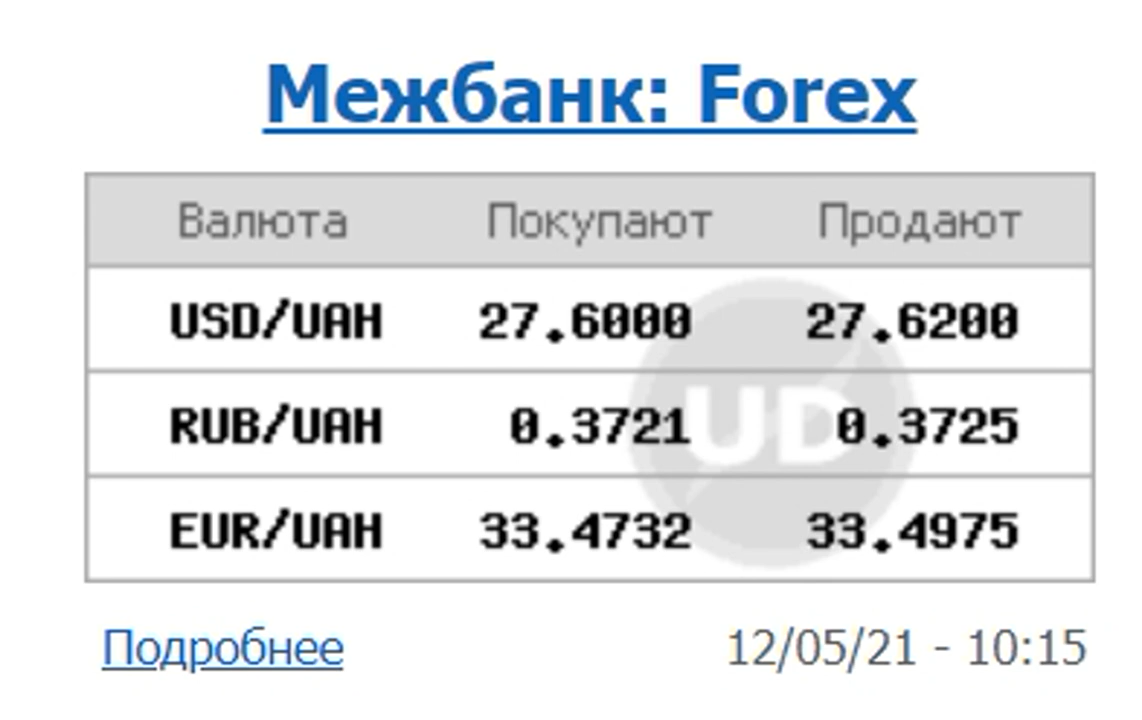 Межбанк: Forex
Валюта Покупают Продают
USD/UAH 27.6000 27.6200
RUB/UAH 0.3721 0.3725
EUR/UAH 33.4732 33.4975
UD
Подробнее 12/05/21 - 10:15